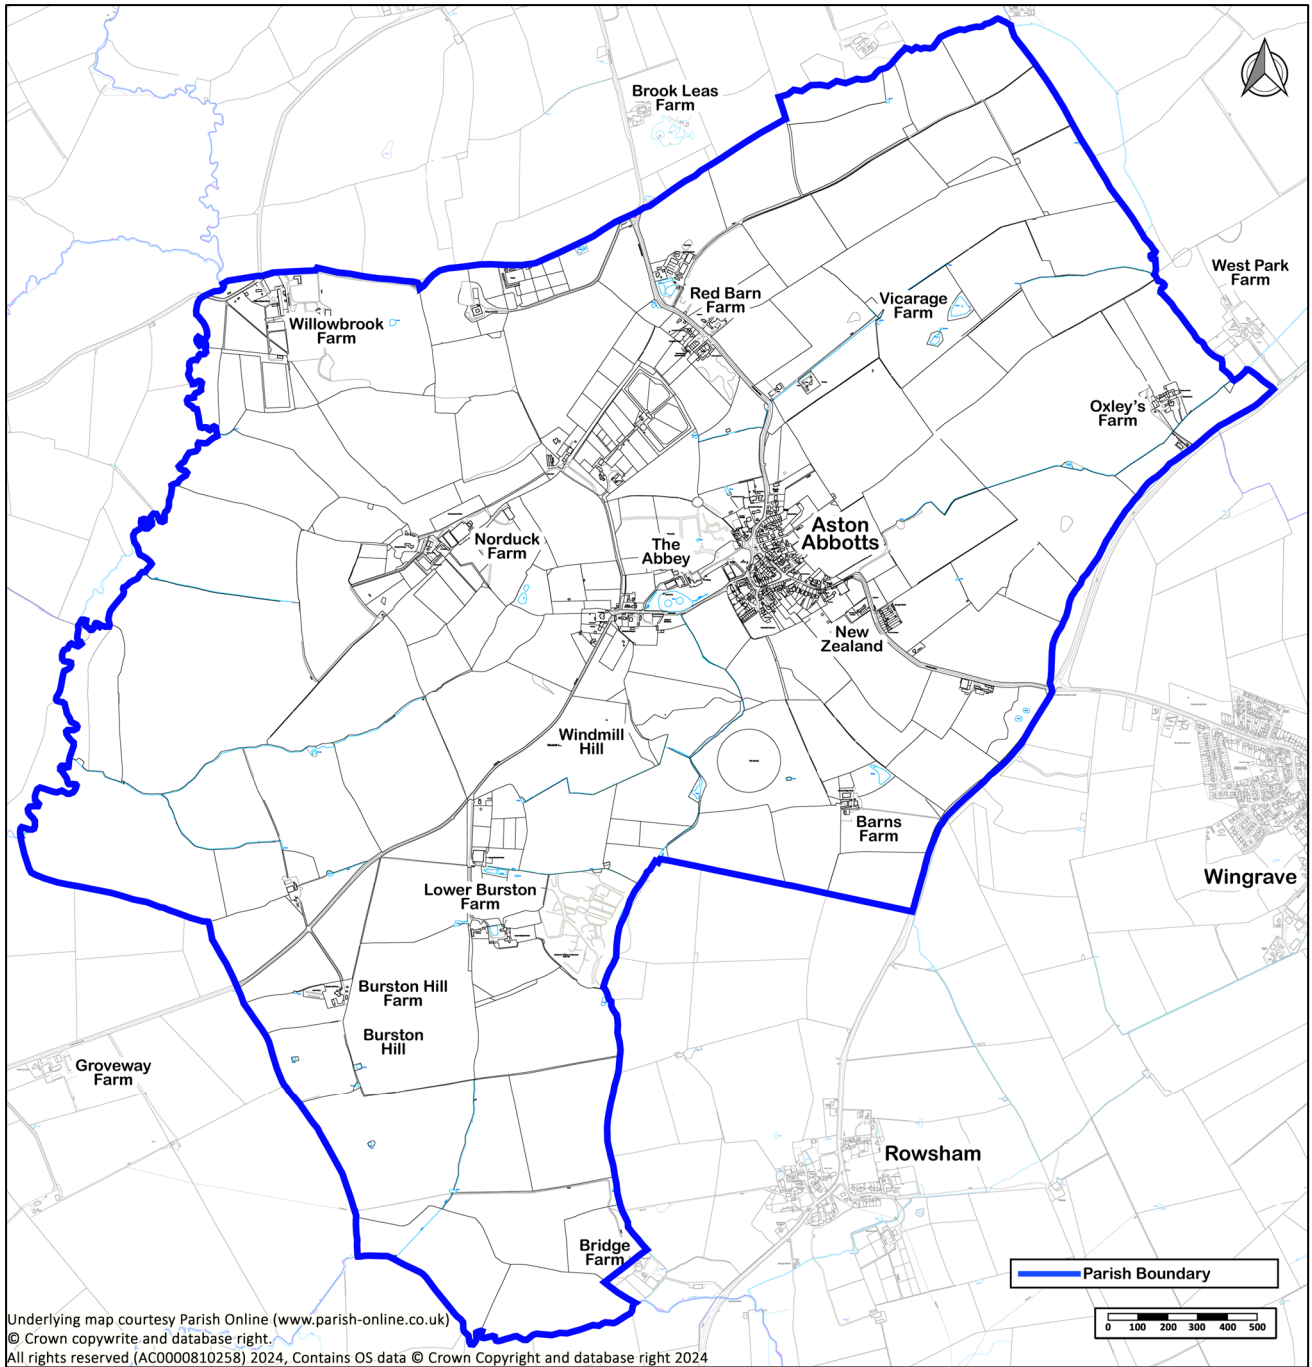 Brook Leas
Farm
West Park
Farm
Red Barn
Farm
Vicarage
Farm
Willowbrook
Farm
Oxley's
Farm
Aston
Abbotts
Norduck
Farm
The
Abbey
New
Zealand
Windmill
Hill
Barns
Farm
Wingrave
Lower Burston
Farm
Burston Hill
Farm
Burston
Hill
Groveway
Farm
Rowsham
Bridge
Farm
Parish Boundary
0 100 200 300 400 500
Underlying map courtesy Parish Online (www.parish-online.co.uk)
© Crown copywrite and database right.
All rights reserved (AC0000810258) 2024, Contains OS data © Crown Copyright and database right 2024